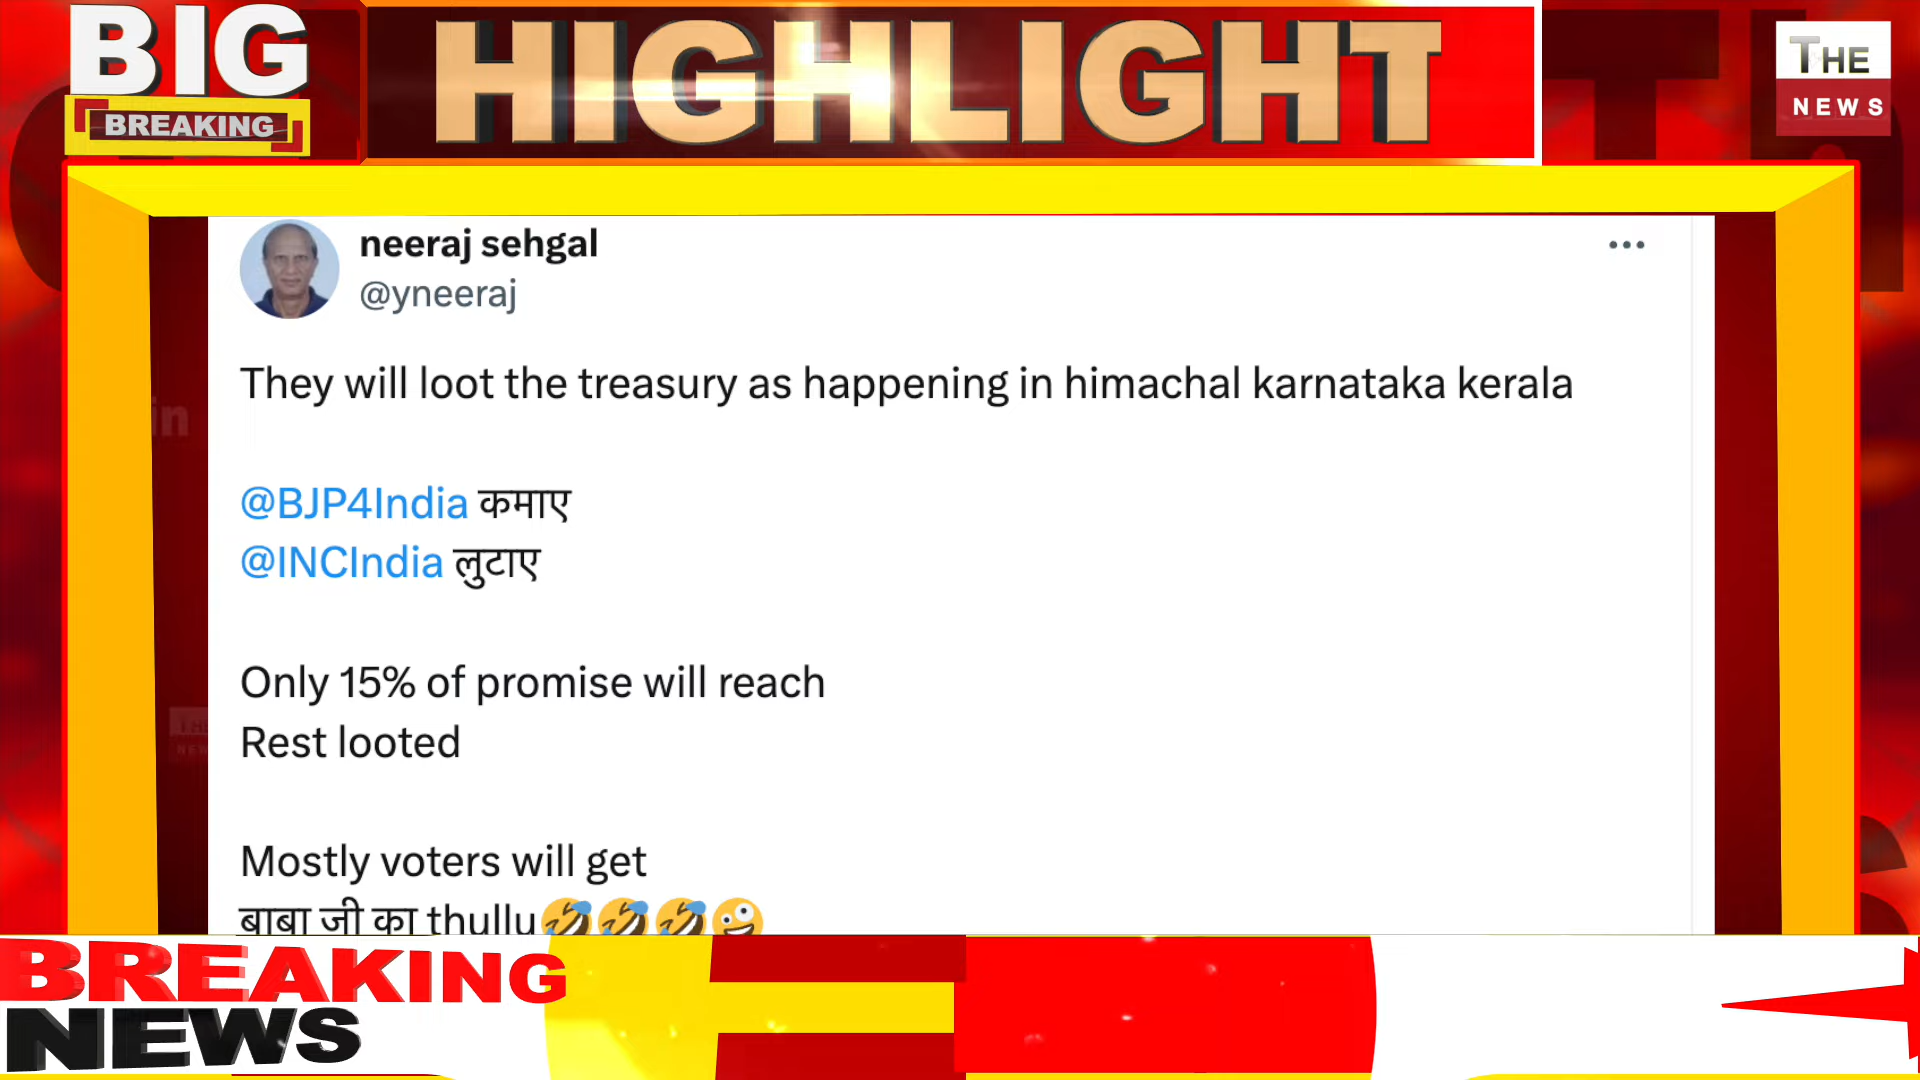 BIG
BREAKING
HIGHLIGHT
THE
NEWS
neeraj sehgal
@yneeraj
They will loot the treasury as happening in himachal karnataka kerala
@BJP4India कमाए
@INCIndia लुटाए
Only 15% of promise will reach
Rest looted
Mostly voters will get
बाबा जी का thullu🤣🤣🤣🤪
BREAKING
NEWS